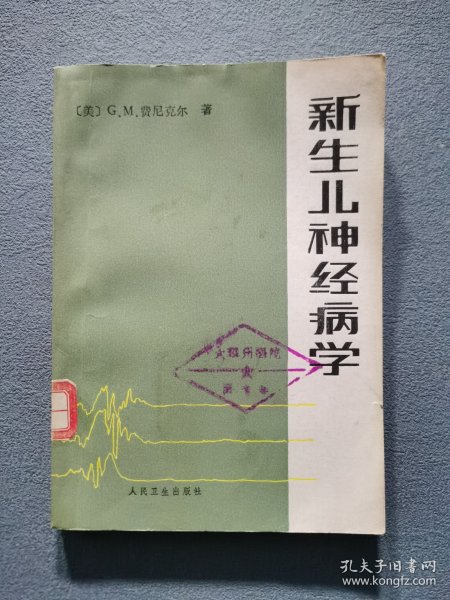 〔美〕G.M.费尼克尔 著
新生儿神经病学
人民卫生出版社
孔夫子旧书网
www.kongfz.com